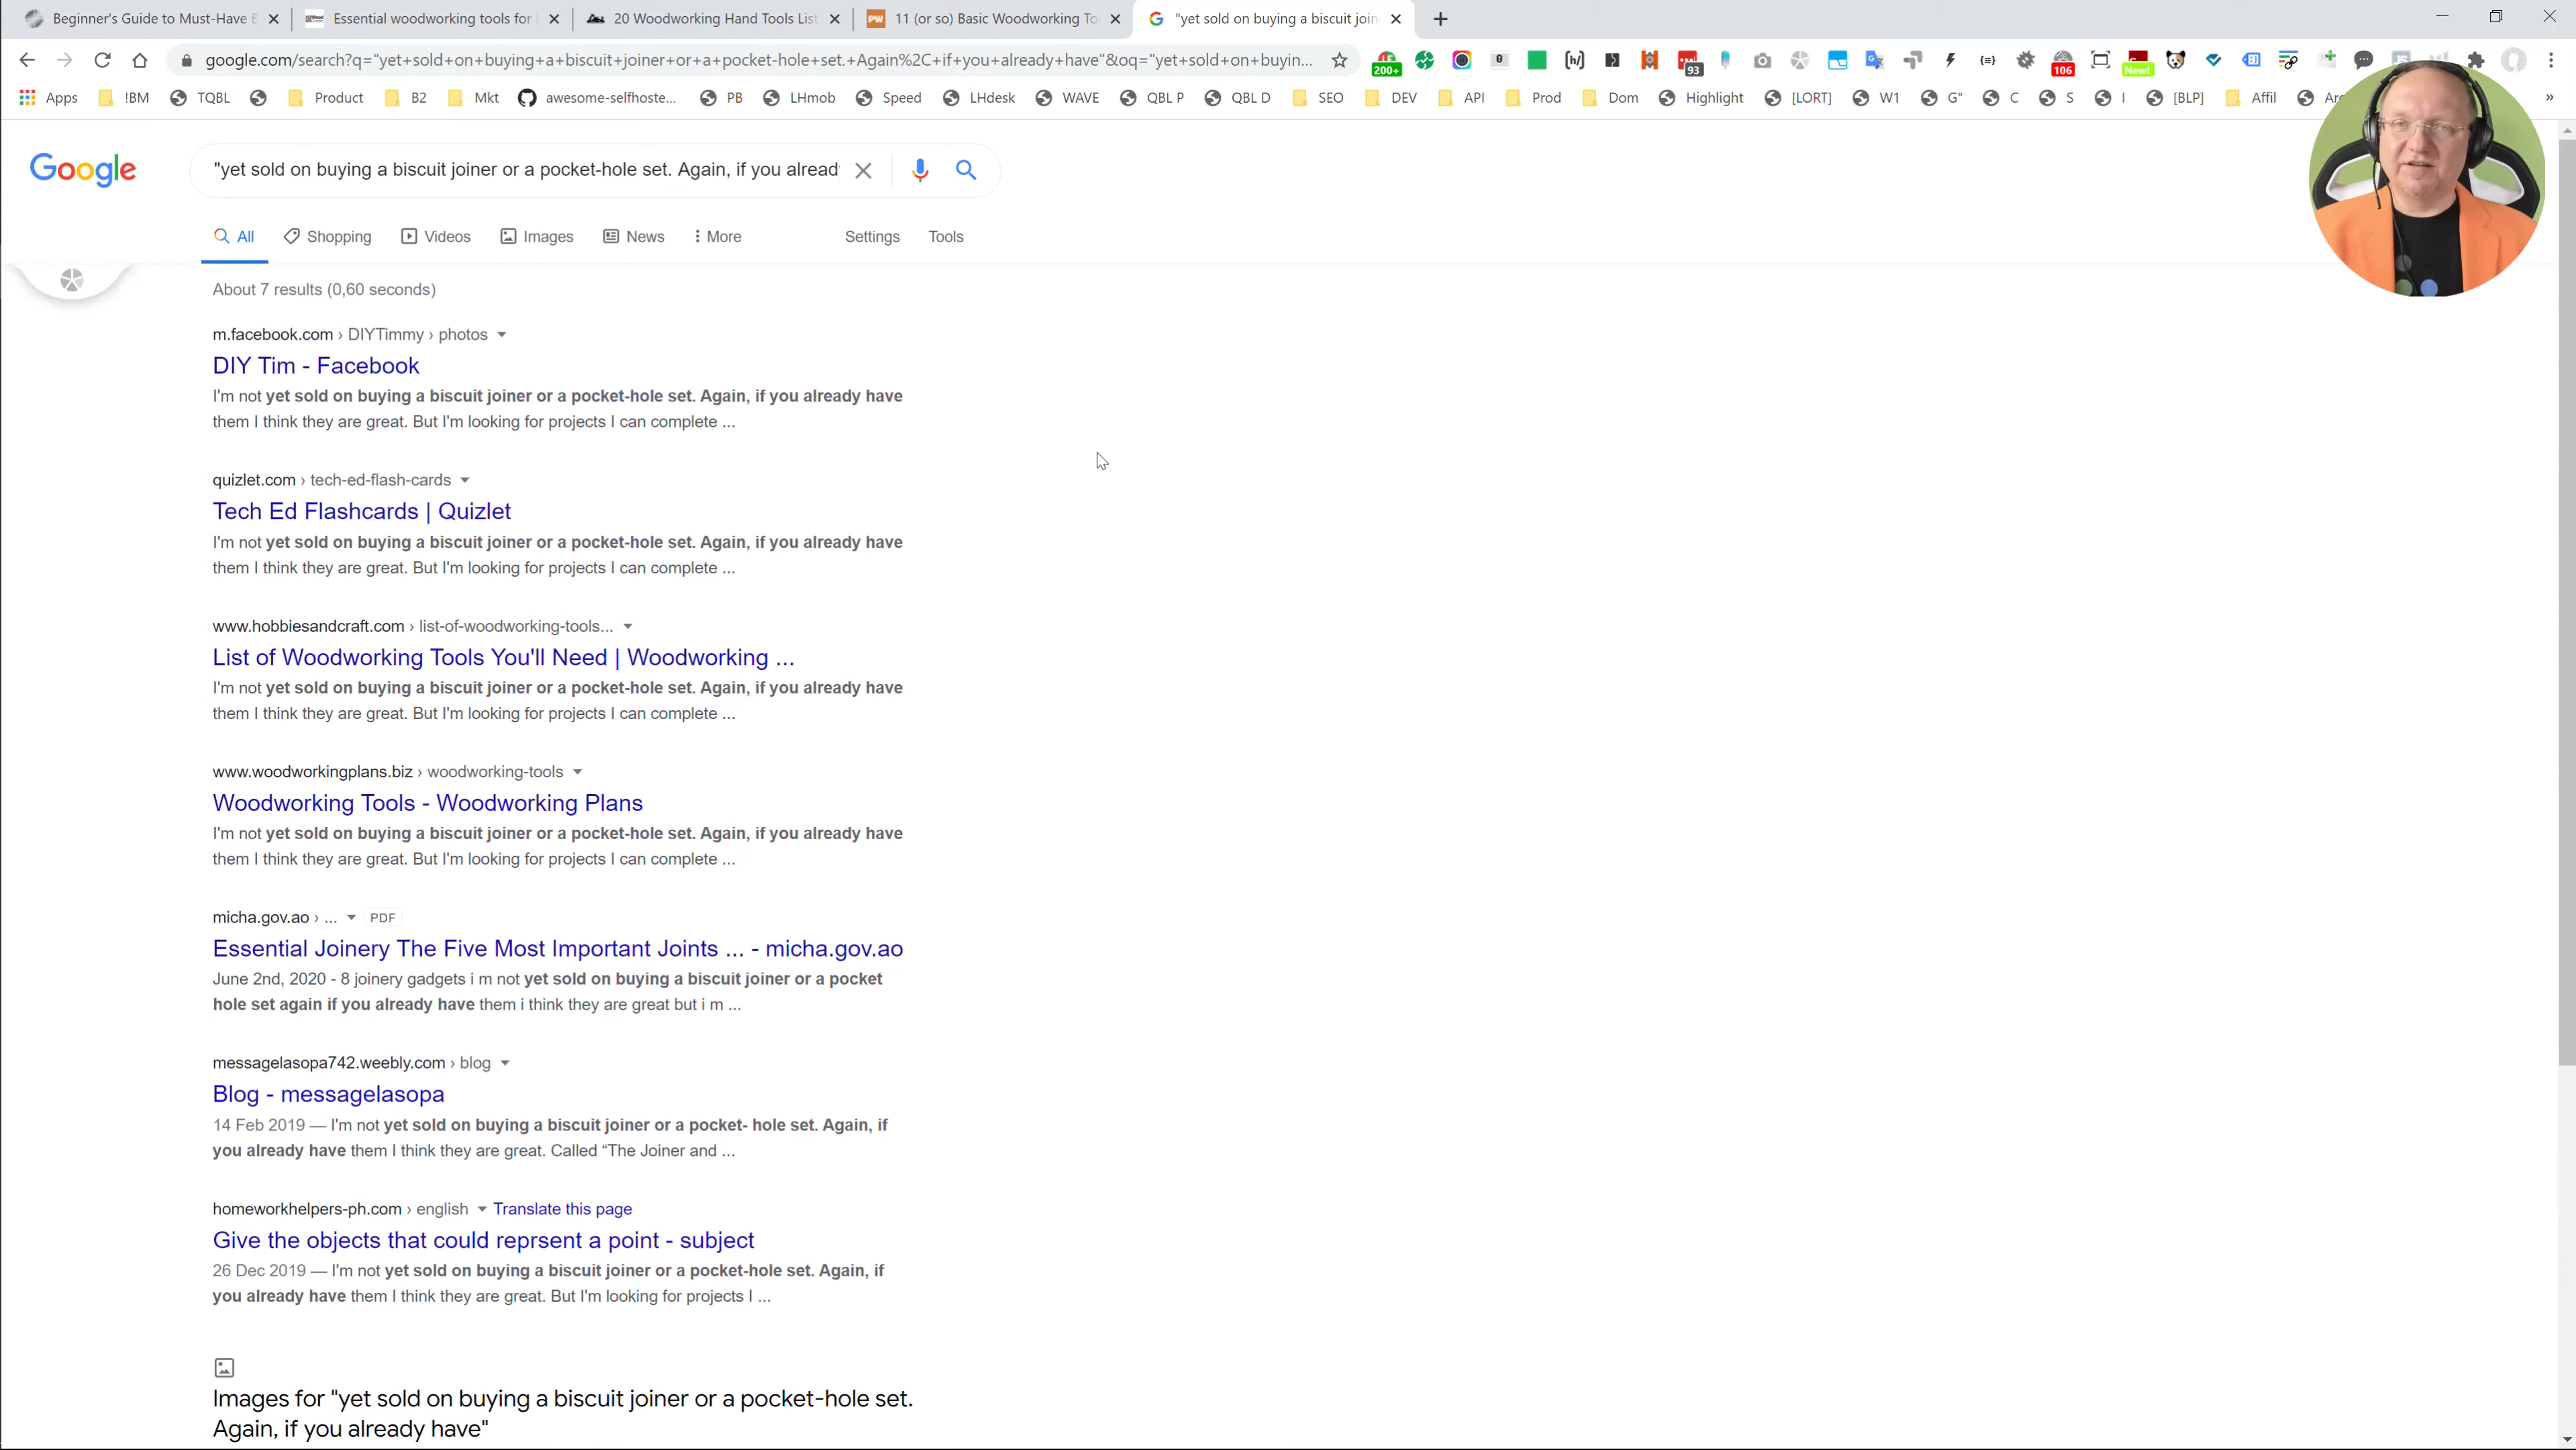 Beginner's Guide to Must-Have
Essential woodworking tools for
20 Woodworking Hand Tools List
PW 11 (or so) Basic Woodworking To
"yet sold on buying a biscuit join
google.com/search?q="yet+sold+on+buying+a+biscuit+joiner+or+a+pocket-hole+set.+Again%2C+if+you+already+have"&oq="yet+sold+on+buyin...
200+
93
106
New!
Apps !BM TQBL Product B2 Mkt awesome-selfhoste... PB LHmob Speed LHdesk WAVE QBL P QBL D SEO DEV API Prod Dom Highlight [LORT] W1 G" C S I [BLP] Affil »
Google
"yet sold on buying a biscuit joiner or a pocket-hole set. Again, if you already
All Shopping Videos Images News More Settings Tools
About 7 results (0,60 seconds)
m.facebook.com › DIYTimmy › photos
DIY Tim - Facebook
I'm not yet sold on buying a biscuit joiner or a pocket-hole set. Again, if you already have
them I think they are great. But I'm looking for projects I can complete ...
quizlet.com › tech-ed-flash-cards
Tech Ed Flashcards | Quizlet
I'm not yet sold on buying a biscuit joiner or a pocket-hole set. Again, if you already have
them I think they are great. But I'm looking for projects I can complete ...
www.hobbiesandcraft.com › list-of-woodworking-tools...
List of Woodworking Tools You'll Need | Woodworking ...
I'm not yet sold on buying a biscuit joiner or a pocket-hole set. Again, if you already have
them I think they are great. But I'm looking for projects I can complete ...
www.woodworkingplans.biz › woodworking-tools
Woodworking Tools - Woodworking Plans
I'm not yet sold on buying a biscuit joiner or a pocket-hole set. Again, if you already have
them I think they are great. But I'm looking for projects I can complete ...
micha.gov.ao › ... PDF
Essential Joinery The Five Most Important Joints ... - micha.gov.ao
June 2nd, 2020 - 8 joinery gadgets i m not yet sold on buying a biscuit joiner or a pocket
hole set again if you already have them i think they are great but i m ...
messagelasopa742.weebly.com › blog
Blog - messagelasopa
14 Feb 2019 — I'm not yet sold on buying a biscuit joiner or a pocket- hole set. Again, if
you already have them I think they are great. Called “The Joiner and ...
homeworkhelpers-ph.com › english Translate this page
Give the objects that could reprsent a point - subject
26 Dec 2019 — I'm not yet sold on buying a biscuit joiner or a pocket-hole set. Again, if
you already have them I think they are great. But I'm looking for projects I ...
Images for "yet sold on buying a biscuit joiner or a pocket-hole set.
Again, if you already have"